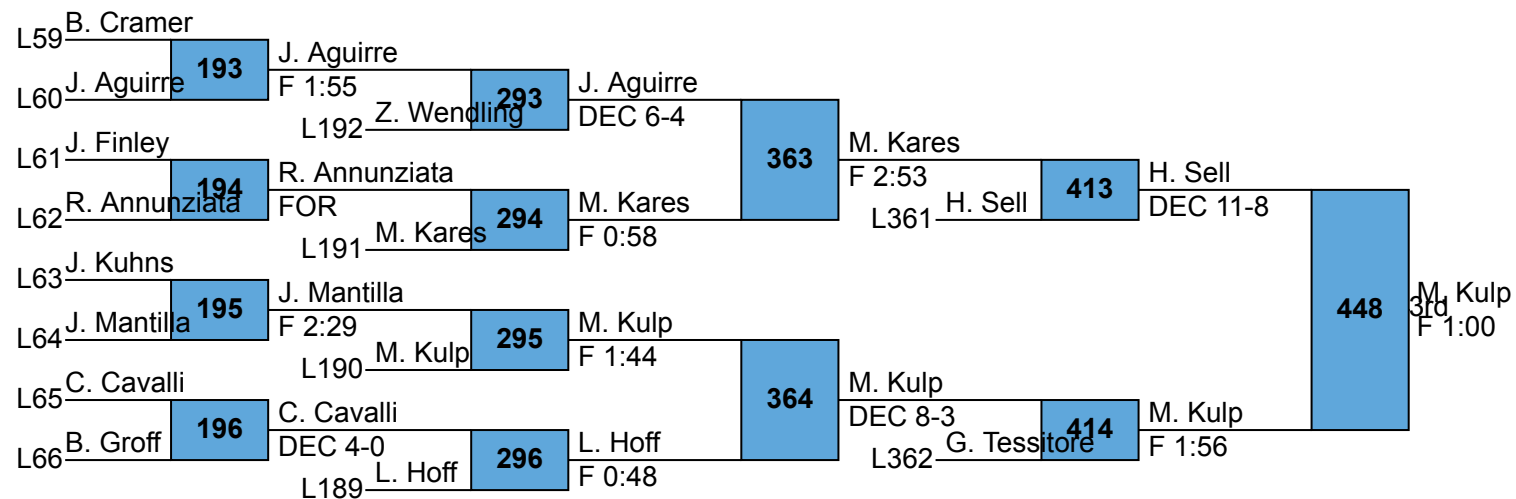 B. Cramer
L59
193
J. Aguirre
F 1:55
J. Aguirre
L60
293
J. Aguirre
DEC 6-4
Z. Wendling
L192
363
M. Kares
F 2:53
J. Finley
L61
194
R. Annunziata
FOR
R. Annunziata
L62
294
M. Kares
F 0:58
M. Kares
L191
413
H. Sell
DEC 11-8
H. Sell
L361
J. Kuhns
L63
195
J. Mantilla
F 2:29
J. Mantilla
L64
295
M. Kulp
F 1:44
M. Kulp
L190
448
3rd
M. Kulp
F 1:00
C. Cavalli
L65
196
C. Cavalli
DEC 4-0
B. Groff
L66
296
L. Hoff
F 0:48
L. Hoff
L189
364
M. Kulp
DEC 8-3
414
M. Kulp
F 1:56
G. Tessitore
L362